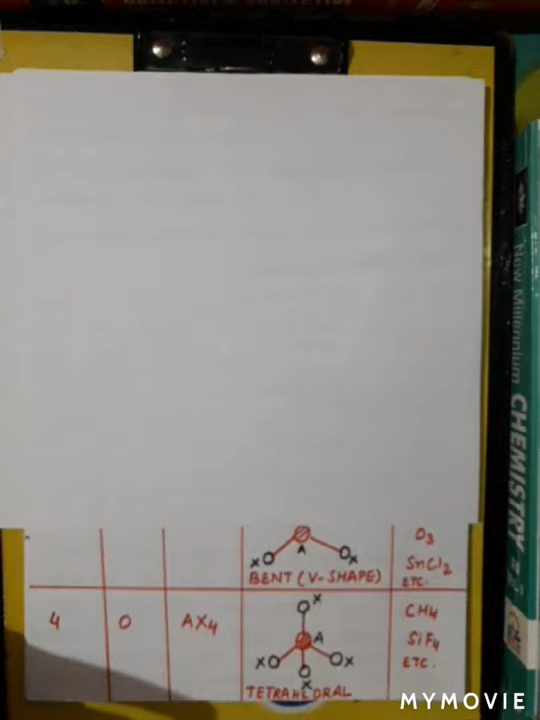 A
X X
BENT (V-SHAPE)
O3
SnCl2
ETC.
4 0 AX4
X
A
X X
X
TETRAHEDRAL
CH4
SiF4
ETC.
New Millennium CHEMISTRY
MYMOVIE